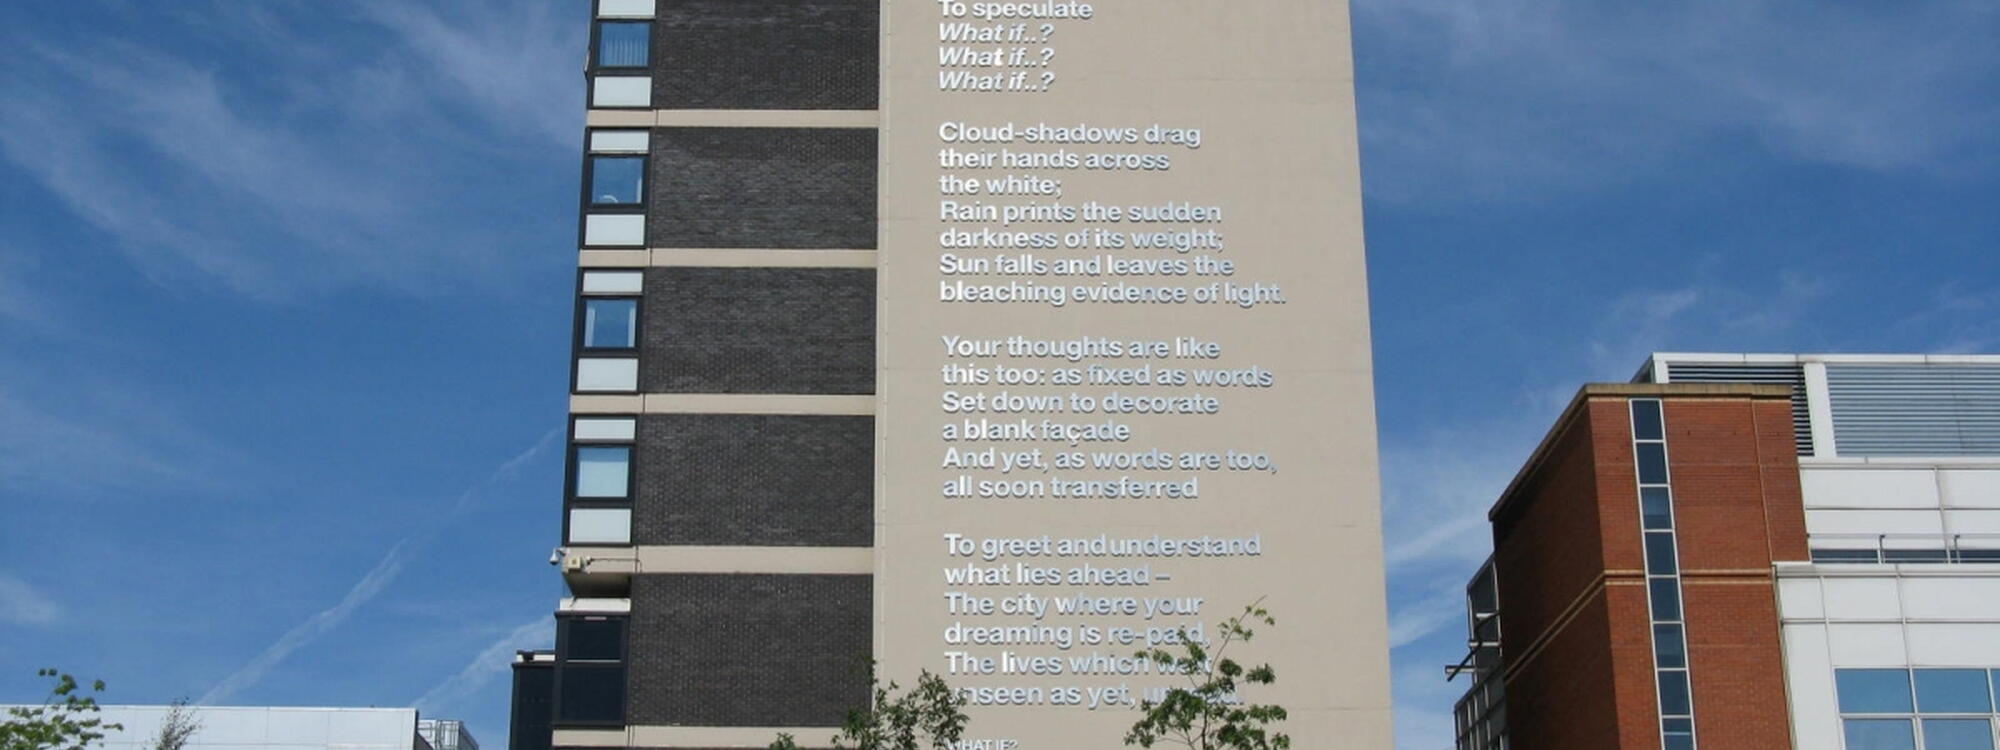 To speculate
What if..?
What if..?
What if..?
Cloud-shadows drag
their hands across
the white;
Rain prints the sudden
darkness of its weight;
Sun falls and leaves the
bleaching evidence of light.
Your thoughts are like
this too: as fixed as words
Set down to decorate
a blank façade
And yet, as words are too,
all soon transferred
To greet and understand
what lies ahead –
The city where your
dreaming is re-paid,
The lives which wait
unseen as yet,
WHAT IF?